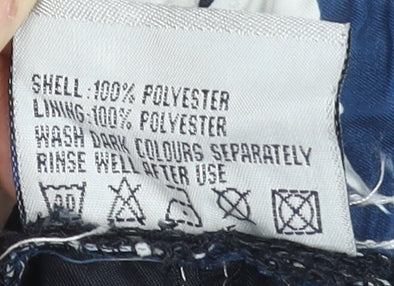 SHELL:100% POLYESTER
LINING:100% POLYESTER
WASH DARK COLOURS SEPARATELY
RINSE WELL AFTER USE